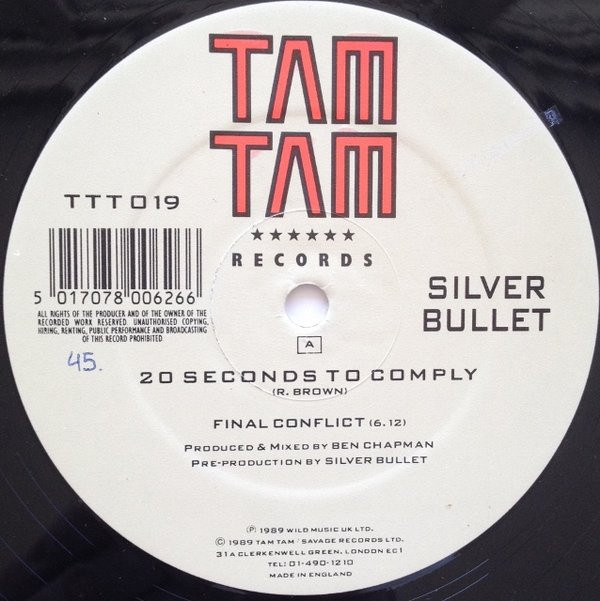 TAM
TAM
★★★★★★
RECORDS
TTT019
5 017078 006266
ALL RIGHTS OF THE PRODUCER AND OF THE OWNER OF THE
RECORDED WORK RESERVED. UNAUTHORISED COPYING,
HIRING, RENTING, PUBLIC PERFORMANCE AND BROADCASTING
OF THIS RECORD PROHIBITED.
45.
SILVER
BULLET
A
20 SECONDS TO COMPLY
(R. BROWN)
FINAL CONFLICT (6.12)
PRODUCED & MIXED BY BEN CHAPMAN
PRE-PRODUCTION BY SILVER BULLET
Ⓟ 1989 WILD MUSIC UK LTD.
© 1989 TAM TAM / SAVAGE RECORDS LTD.
31A CLERKENWELL GREEN, LONDON EC1
TEL: 01-490-1210
MADE IN ENGLAND